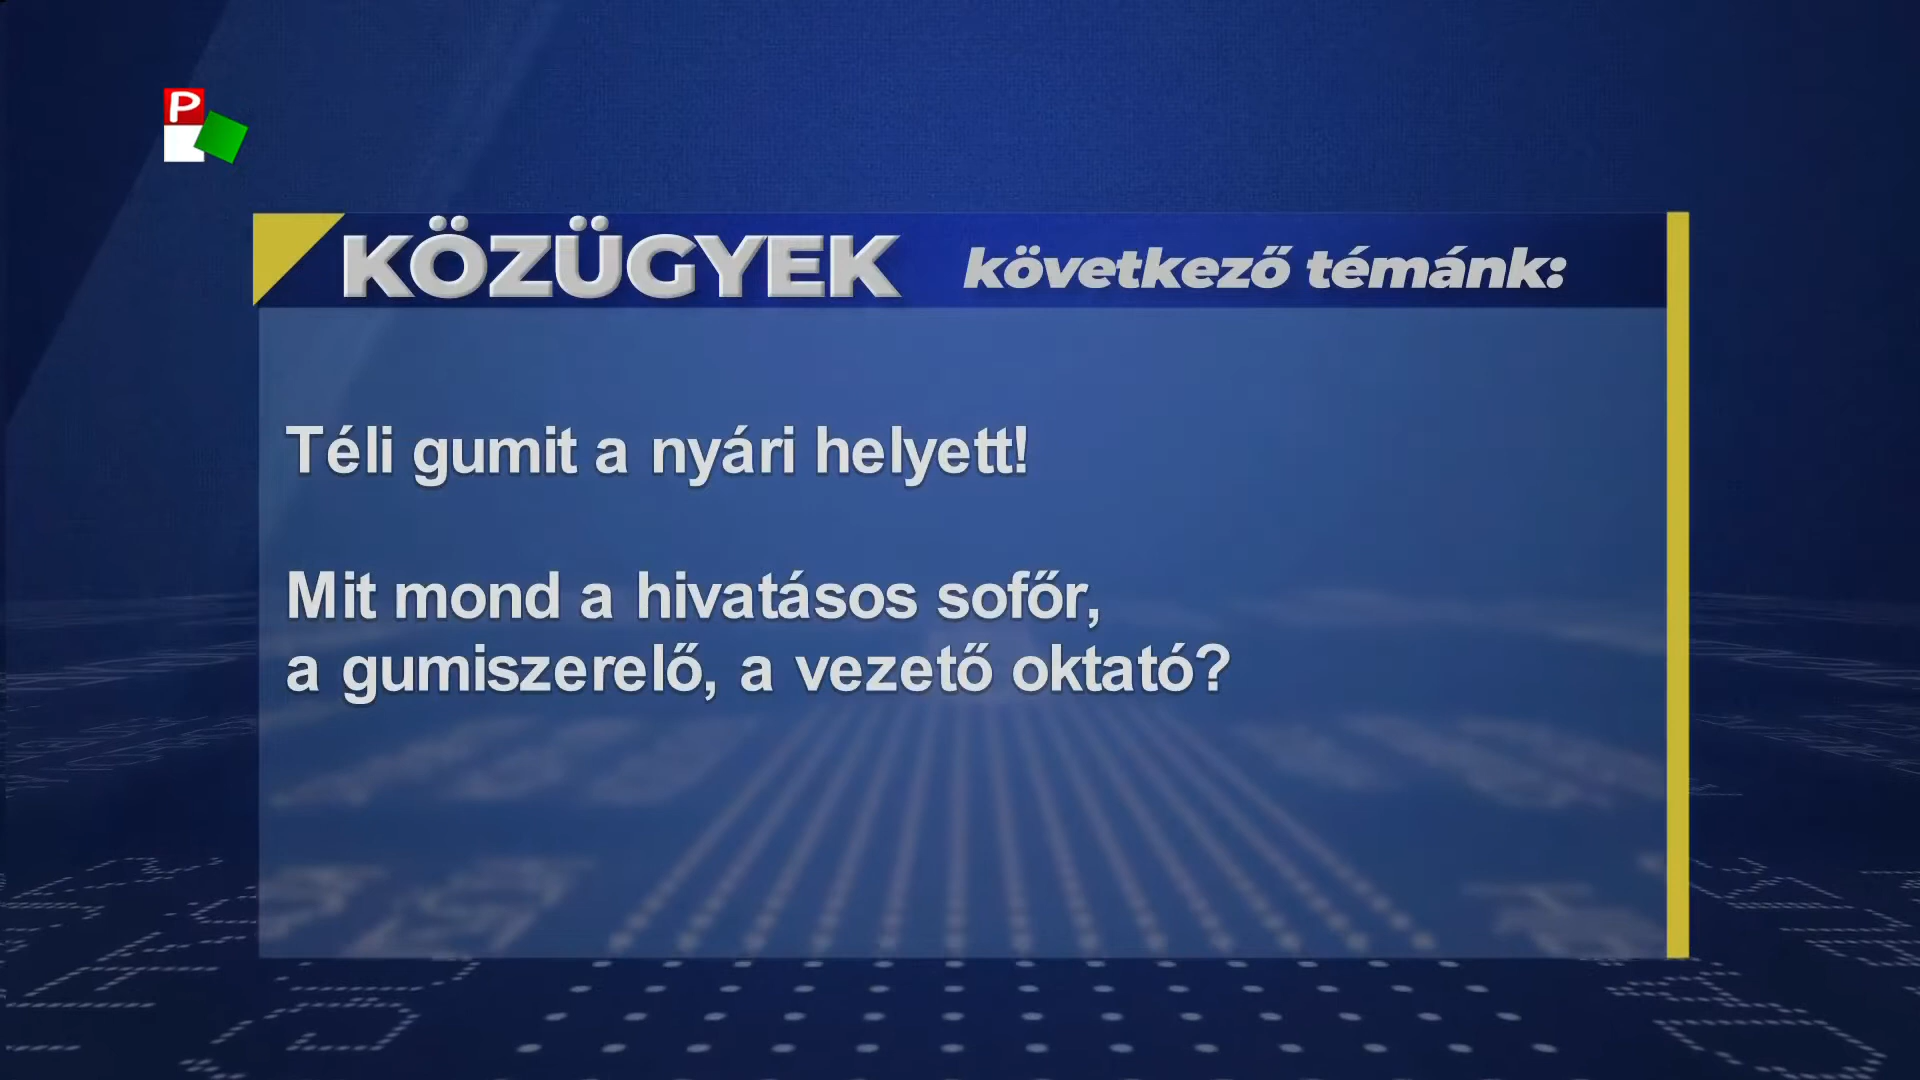 P
KÖZÜGYEK következő témánk:
Téli gumit a nyári helyett!
Mit mond a hivatásos sofőr,
a gumiszerelő, a vezető oktató?